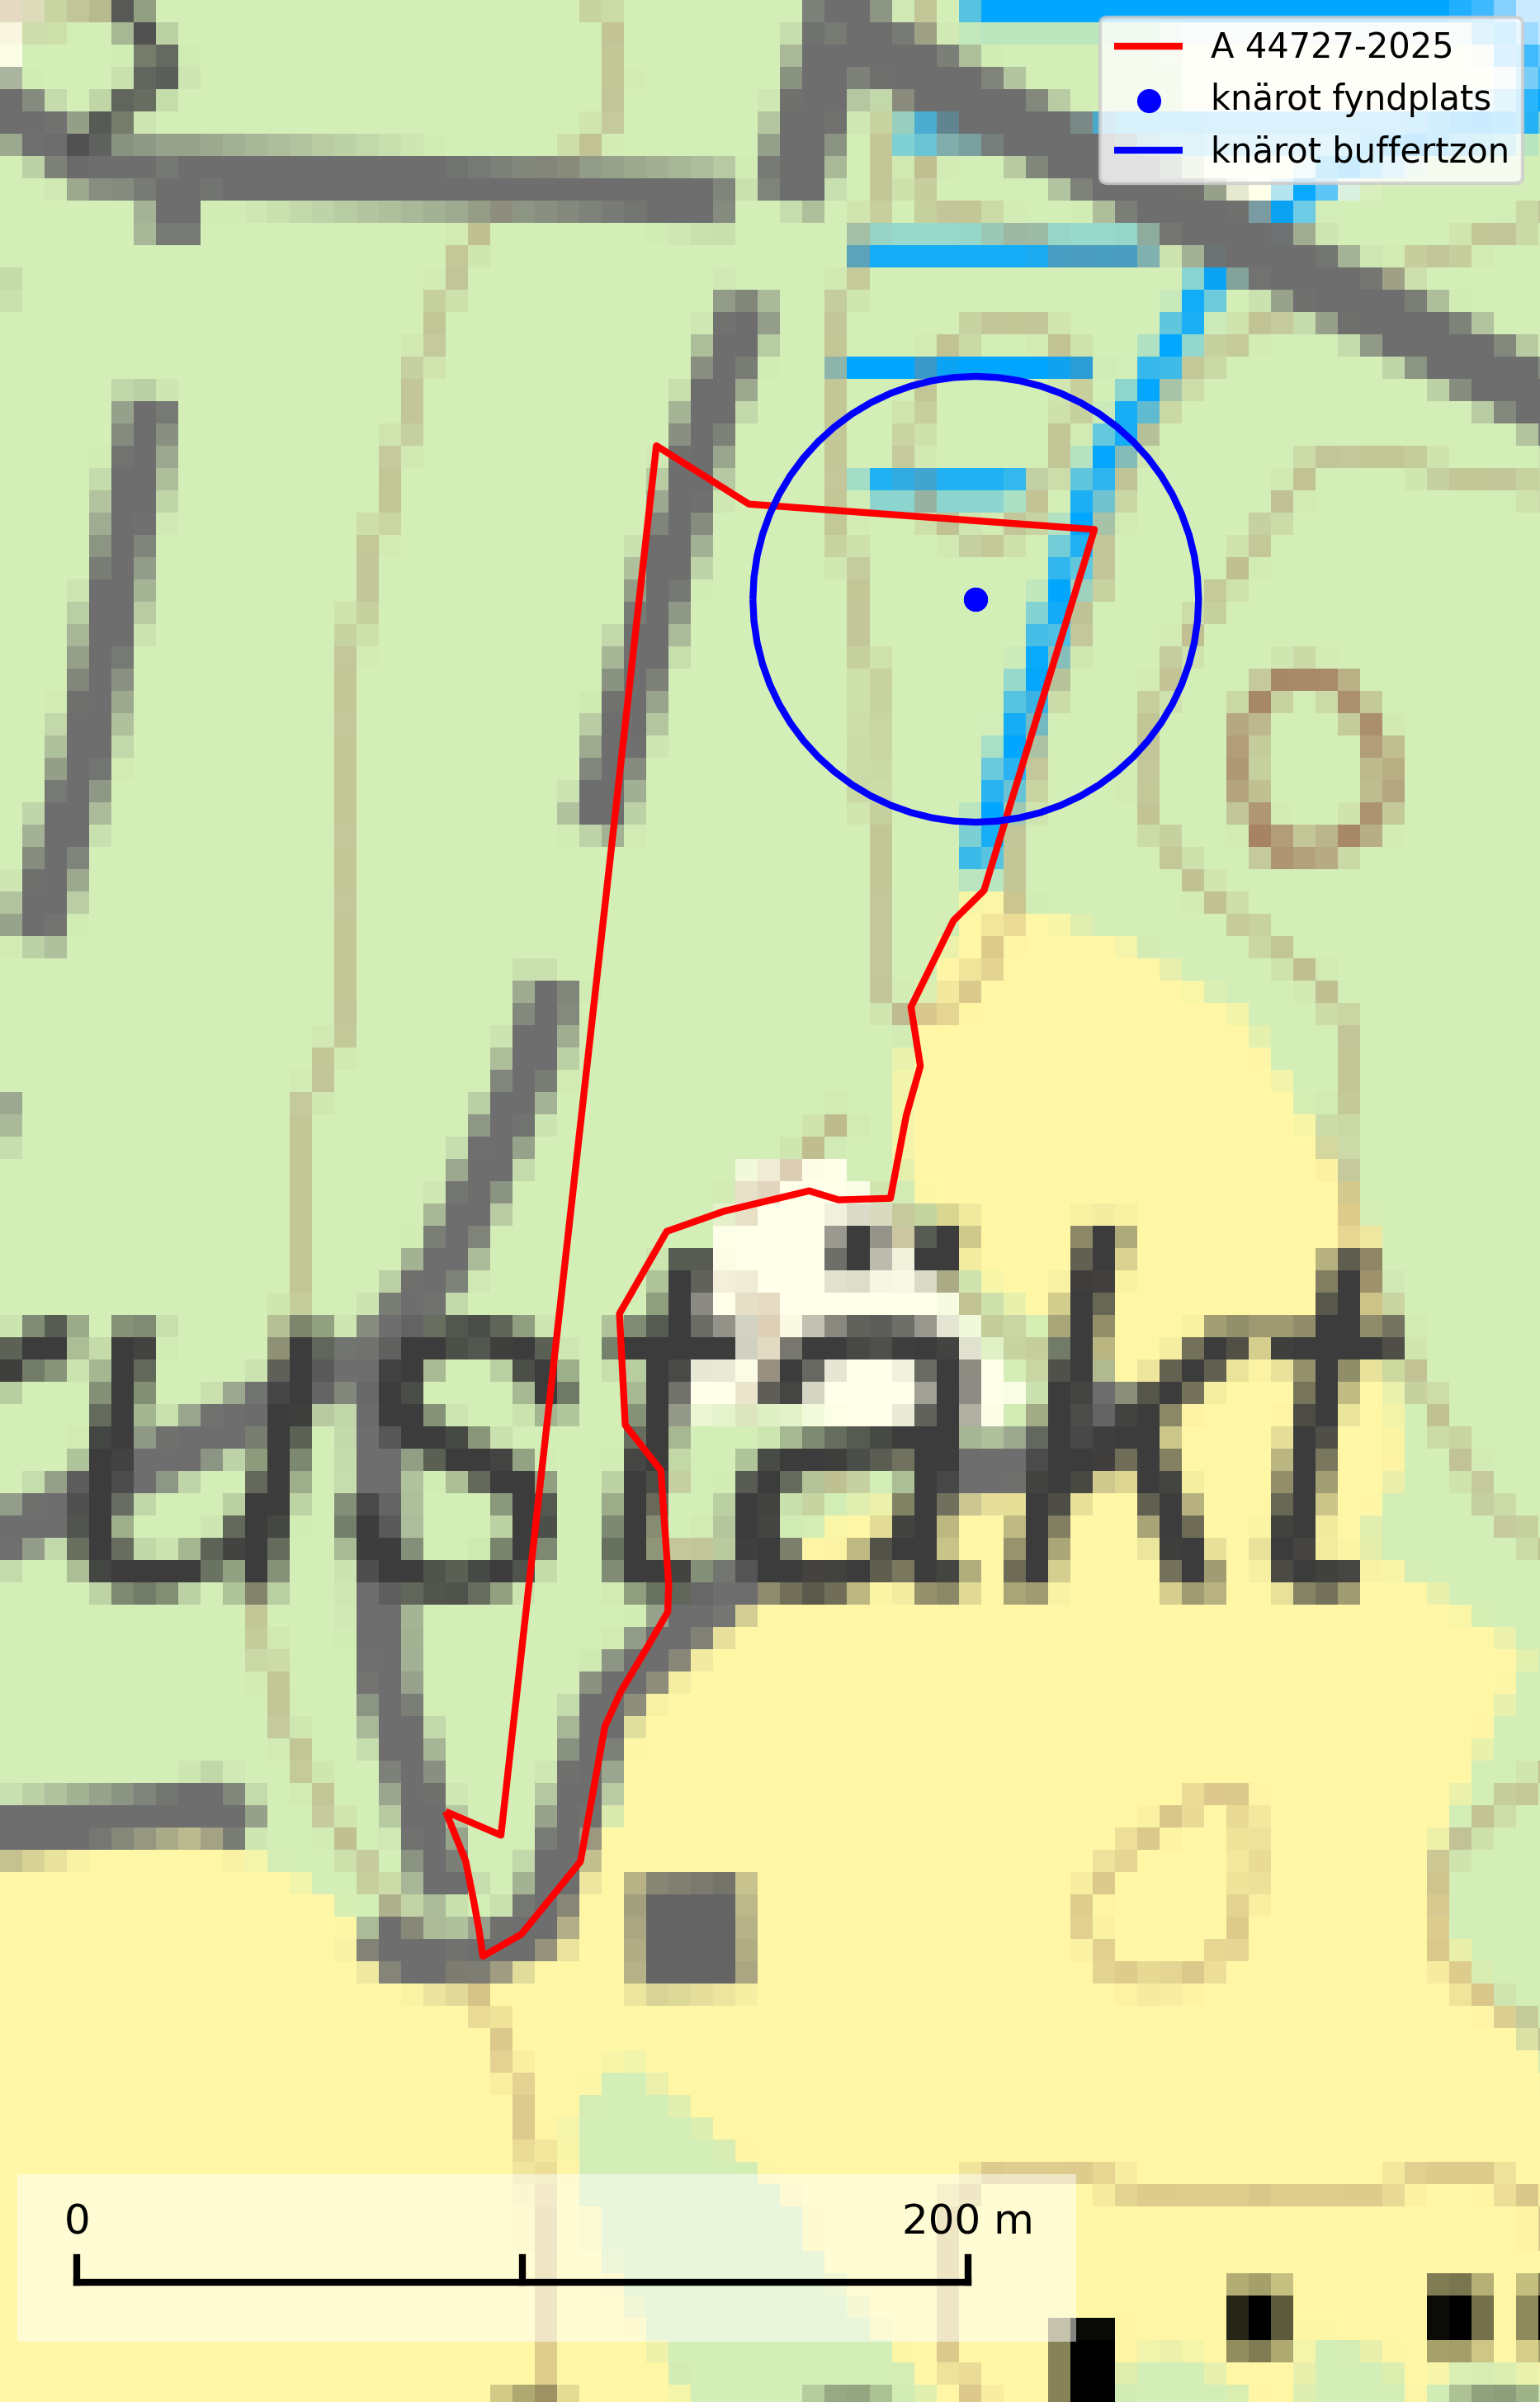 A 44727-2025
knärot fyndplats
knärot buffertzon
0
200 m